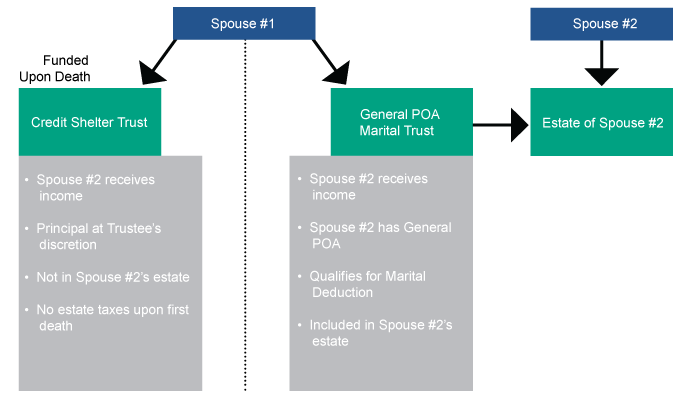 Spouse #1
Spouse #2
Funded
Upon Death
Credit Shelter Trust
General POA
Marital Trust
Estate of Spouse #2
• Spouse #2 receives
income
• Principal at Trustee's
discretion
• Not in Spouse #2's estate
• No estate taxes upon first
death
• Spouse #2 receives
income
• Spouse #2 has General
POA
• Qualifies for Marital
Deduction
• Included in Spouse #2's
estate